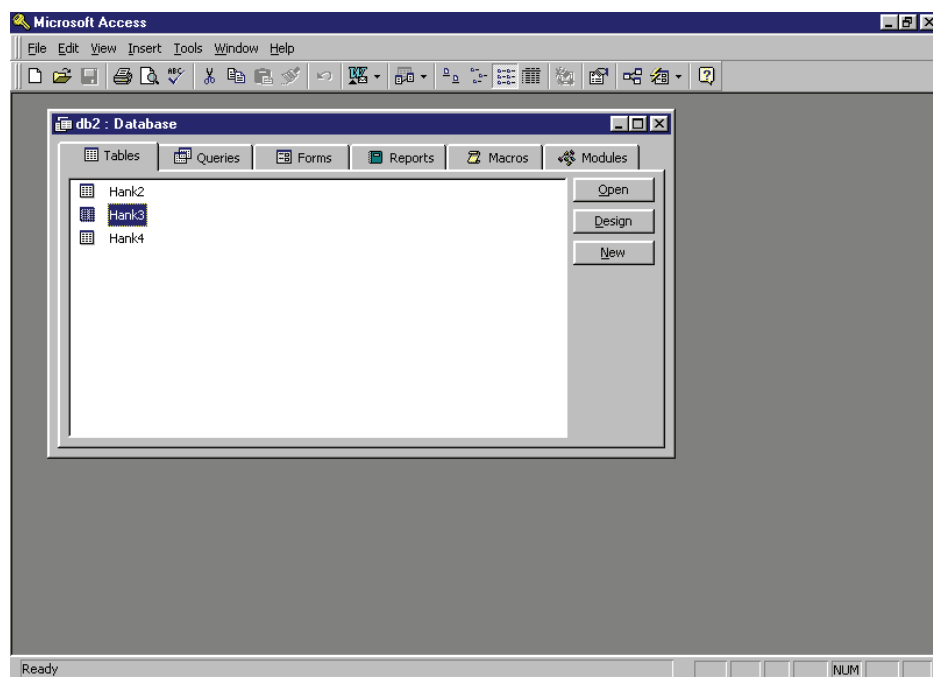 Microsoft Access
File Edit View Insert Tools Window Help
db2 : Database
Tables Queries Forms Reports Macros Modules
Hank2
Hank3
Hank4
Open
Design
New
Ready NUM